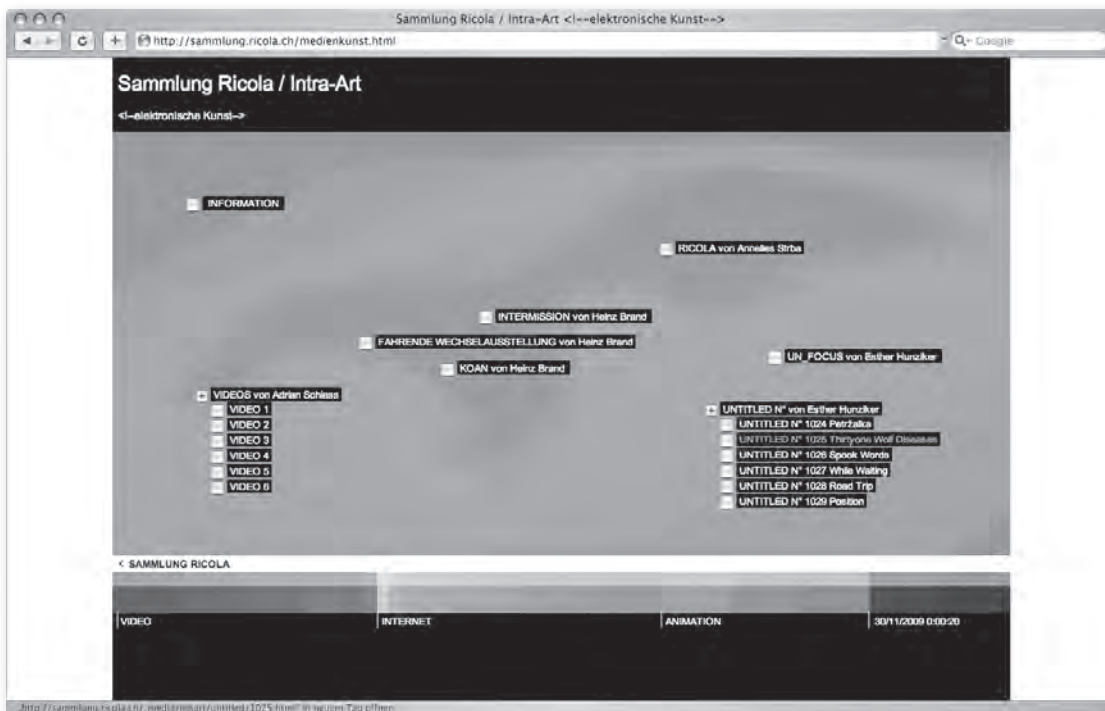 Sammlung Ricola / Intra-Art <!--elektronische Kunst-->
http://sammlung.ricola.ch/medienkunst.html
Google
Sammlung Ricola / Intra-Art
<!--elektronische Kunst-->
INFORMATION
RICOLA von Annelies Strba
INTERMISSION von Heinz Brand
FAHRENDE WECHSELAUSSTELLUNG von Heinz Brand
UN_FOCUS von Esther Hunziker
KOAN von Heinz Brand
VIDEOS von Adrian Schiess
VIDEO 1
VIDEO 2
VIDEO 3
VIDEO 4
VIDEO 5
VIDEO 6
UNTITLED N° von Esther Hunziker
UNTITLED N° 1024 Petržalka
UNTITLED N° 1025 Thirtyone Wolf Diseases
UNTITLED N° 1026 Spook Words
UNTITLED N° 1027 While Waiting
UNTITLED N° 1028 Road Trip
UNTITLED N° 1029 Position
< SAMMLUNG RICOLA
VIDEO
INTERNET
ANIMATION
30/11/2009 0:00:20